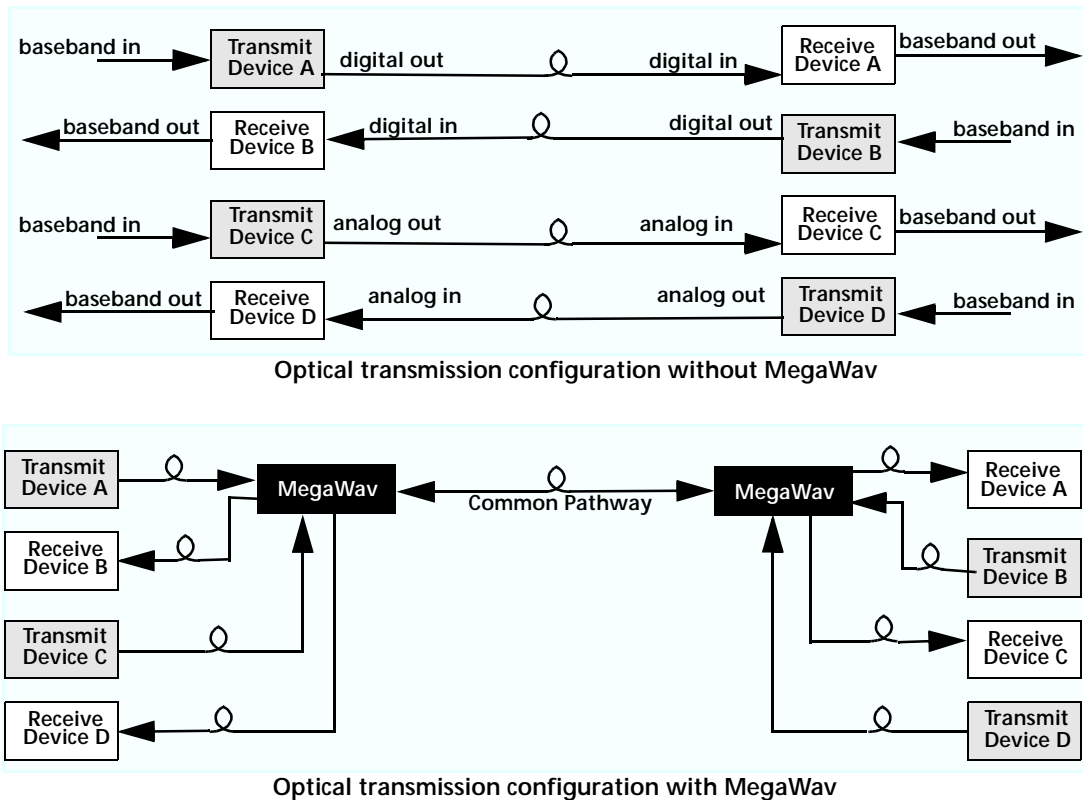 baseband in
Transmit
Device A
digital out
digital in
Receive
Device A
baseband out
baseband out
Receive
Device B
digital in
digital out
Transmit
Device B
baseband in
baseband in
Transmit
Device C
analog out
analog in
Receive
Device C
baseband out
baseband out
Receive
Device D
analog in
analog out
Transmit
Device D
baseband in
Optical transmission configuration without MegaWav
Transmit
Device A
MegaWav
Common Pathway
MegaWav
Receive
Device A
Receive
Device B
Transmit
Device B
Transmit
Device C
Receive
Device C
Receive
Device D
Transmit
Device D
Optical transmission configuration with MegaWav